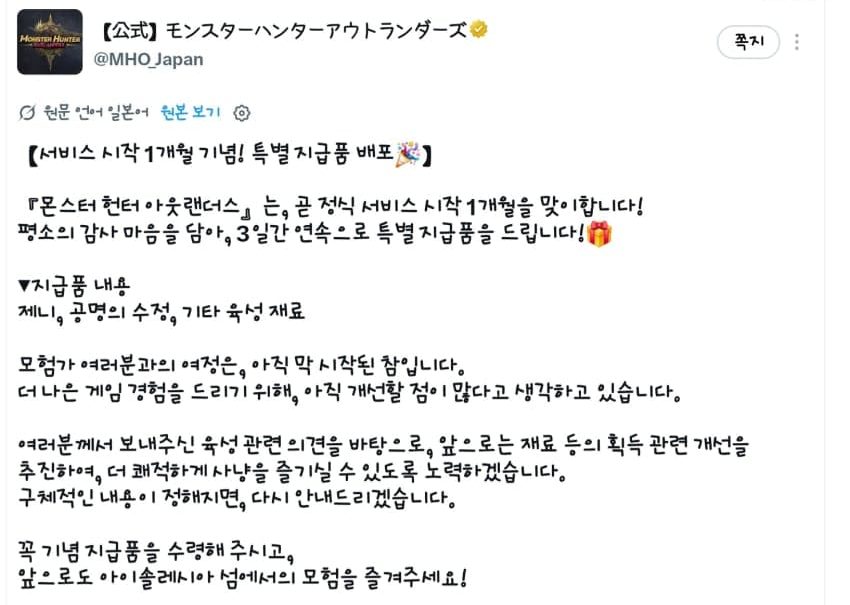 【公式】モンスターハンターアウトランダーズ
@MHO_Japan
쪽지
원문 언어 일본어 원본 보기
【서비스 시작 1개월 기념! 특별 지급품 배포🎉】
『몬스터 헌터 아웃랜더스』는, 곧 정식 서비스 시작 1개월을 맞이합니다!
평소의 감사 마음을 담아, 3일간 연속으로 특별 지급품을 드립니다!🎁
▼지급품 내용
제니, 공명의 수정, 기타 육성 재료
모험가 여러분과의 여정은, 아직 막 시작된 참입니다.
더 나은 게임 경험을 드리기 위해, 아직 개선할 점이 많다고 생각하고 있습니다.
여러분께서 보내주신 육성 관련 의견을 바탕으로, 앞으로는 재료 등의 획득 관련 개선을
추진하여, 더 쾌적하게 사냥을 즐기실 수 있도록 노력하겠습니다.
구체적인 내용이 정해지면, 다시 안내드리겠습니다.
꼭 기념 지급품을 수령해 주시고,
앞으로도 아이솔레시아 섬에서의 모험을 즐겨주세요!